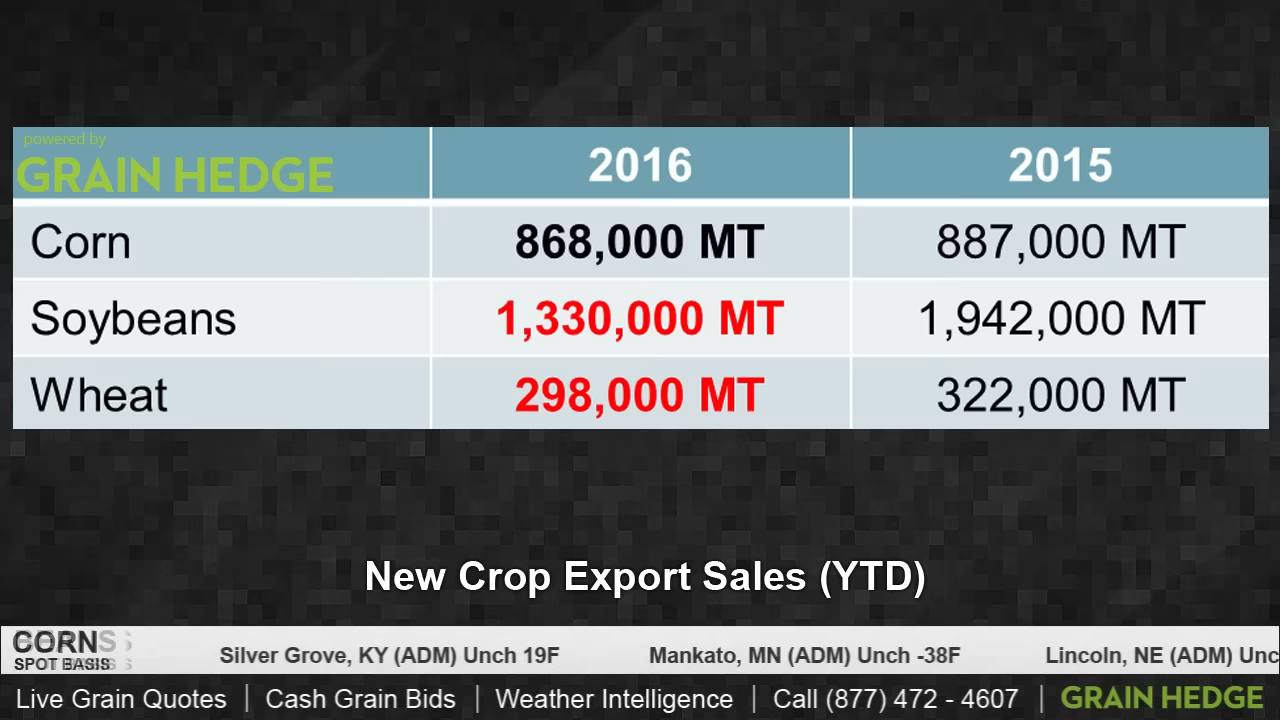 powered by
GRAIN HEDGE
2016
2015
Corn
868,000 MT
887,000 MT
Soybeans
1,330,000 MT
1,942,000 MT
Wheat
298,000 MT
322,000 MT
New Crop Export Sales (YTD)
CORN
SPOT BASIS
Silver Grove, KY (ADM) Unch 19F
Mankato, MN (ADM) Unch -38F
Lincoln, NE (ADM) Unc
Live Grain Quotes | Cash Grain Bids | Weather Intelligence | Call (877) 472 - 4607 | GRAIN HEDGE